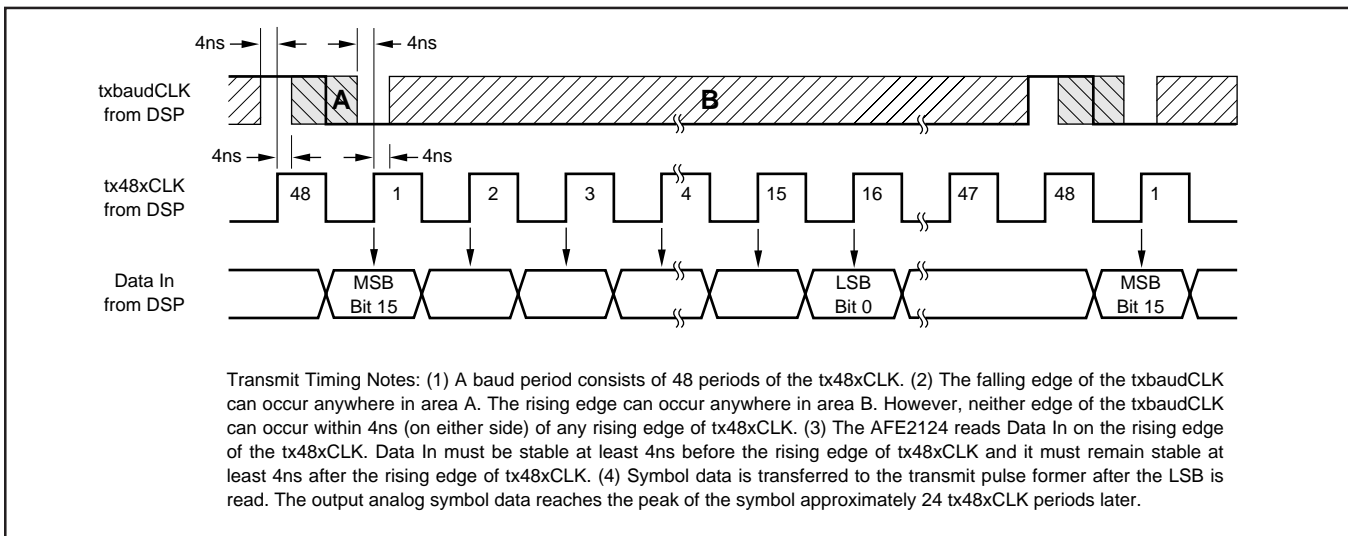 4ns
4ns
txbaudCLK
from DSP
A
B
4ns
4ns
tx48xCLK
from DSP
48
1
2
3
4
15
16
47
48
1
Data In
from DSP
MSB
Bit 15
LSB
Bit 0
MSB
Bit 15
Transmit Timing Notes: (1) A baud period consists of 48 periods of the tx48xCLK. (2) The falling edge of the txbaudCLK
can occur anywhere in area A. The rising edge can occur anywhere in area B. However, neither edge of the txbaudCLK
can occur within 4ns (on either side) of any rising edge of tx48xCLK. (3) The AFE2124 reads Data In on the rising edge
of the tx48xCLK. Data In must be stable at least 4ns before the rising edge of tx48xCLK and it must remain stable at
least 4ns after the rising edge of tx48xCLK. (4) Symbol data is transferred to the transmit pulse former after the LSB is
read. The output analog symbol data reaches the peak of the symbol approximately 24 tx48xCLK periods later.